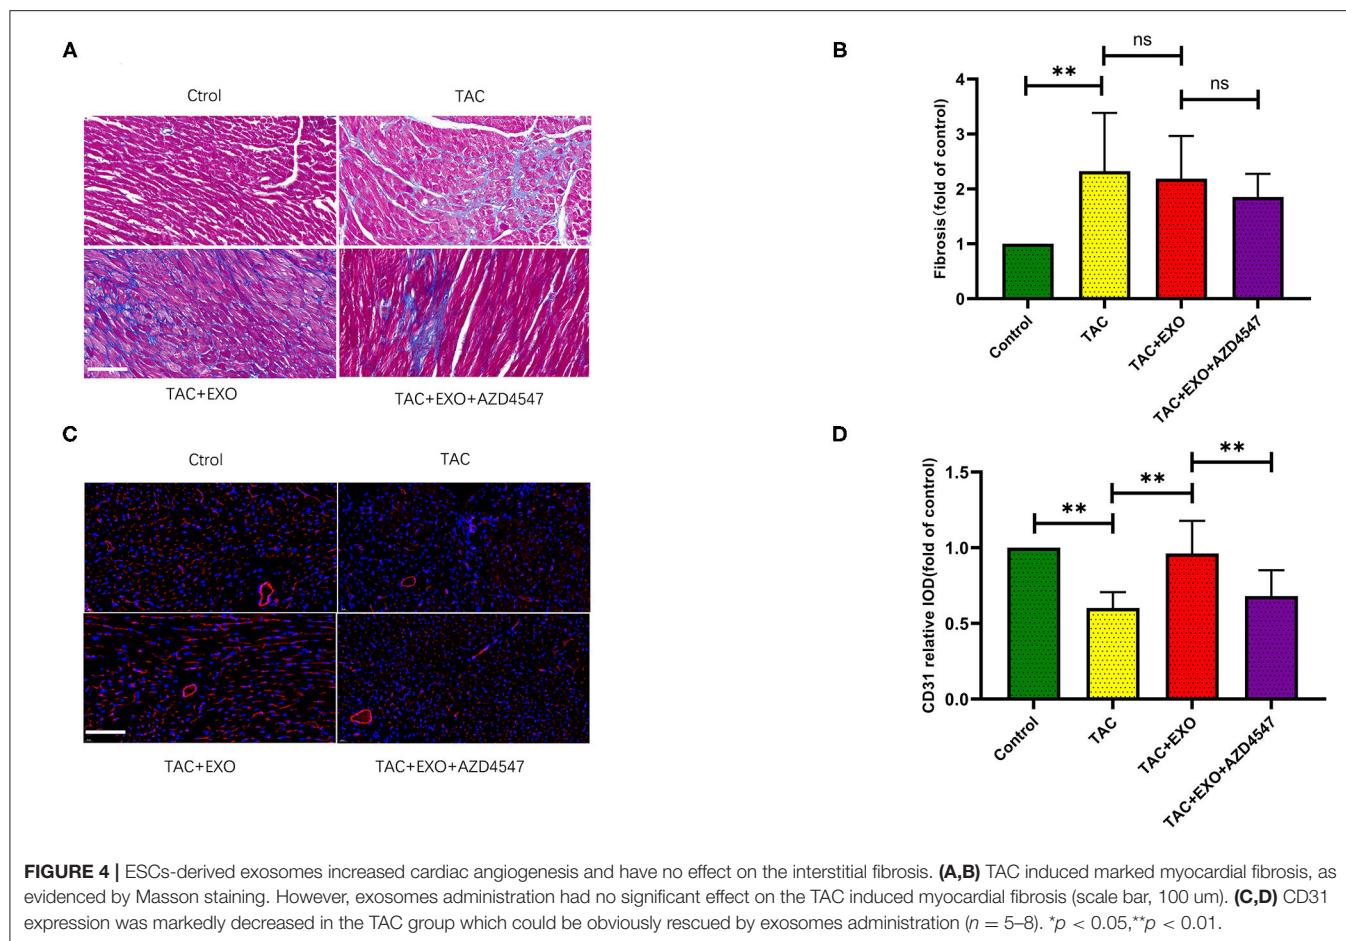 A
Ctrol
TAC
TAC+EXO
TAC+EXO+AZD4547
B
ns
**
ns
Fibrosis(fold of control)
4
3
2
1
0
Control
TAC
TAC+EXO
TAC+EXO+AZD4547
C
Ctrol
TAC
TAC+EXO
TAC+EXO+AZD4547
D
**
**
**
CD31 relative IOD(fold of control)
1.5
1.0
0.5
0.0
Control
TAC
TAC+EXO
TAC+EXO+AZD4547
FIGURE 4 | ESCs-derived exosomes increased cardiac angiogenesis and have no effect on the interstitial fibrosis. (A,B) TAC induced marked myocardial fibrosis, as
evidenced by Masson staining. However, exosomes administration had no significant effect on the TAC induced myocardial fibrosis (scale bar, 100 um). (C,D) CD31
expression was markedly decreased in the TAC group which could be obviously rescued by exosomes administration (n = 5–8). *p < 0.05,**p < 0.01.